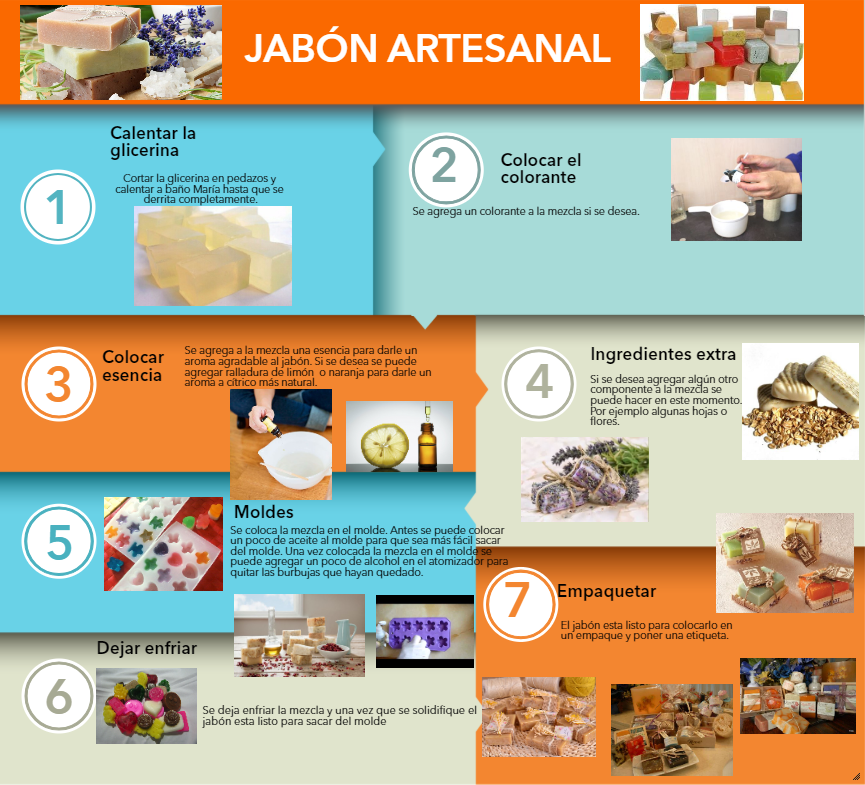 JABÓN ARTESANAL
1
Calentar la
glicerina
Cortar la glicerina en pedazos y
calentar a baño María hasta que se
derrita completamente.
2
Colocar el
colorante
Se agrega un colorante a la mezcla si se desea.
3
Colocar
esencia
Se agrega a la mezcla una esencia para darle un
aroma agradable al jabón. Si se desea se puede
agregar ralladura de limón o naranja para darle un
aroma a cítrico más natural.
4
Ingredientes extra
Si se desea agregar algún otro
componente a la mezcla se
puede hacer en este momento.
Por ejemplo algunas hojas o
flores.
5
Moldes
Se coloca la mezcla en el molde. Antes se puede colocar
un poco de aceite al molde para que sea más fácil sacar
del molde. Una vez colocada la mezcla en el molde se
puede agregar un poco de alcohol en el atomizador para
quitar las burbujas que hayan quedado.
6
Dejar enfriar
Se deja enfriar la mezcla y una vez que se solidifique el
jabón esta listo para sacar del molde
7
Empaquetar
El jabón esta listo para colocarlo en
un empaque y poner una etiqueta.